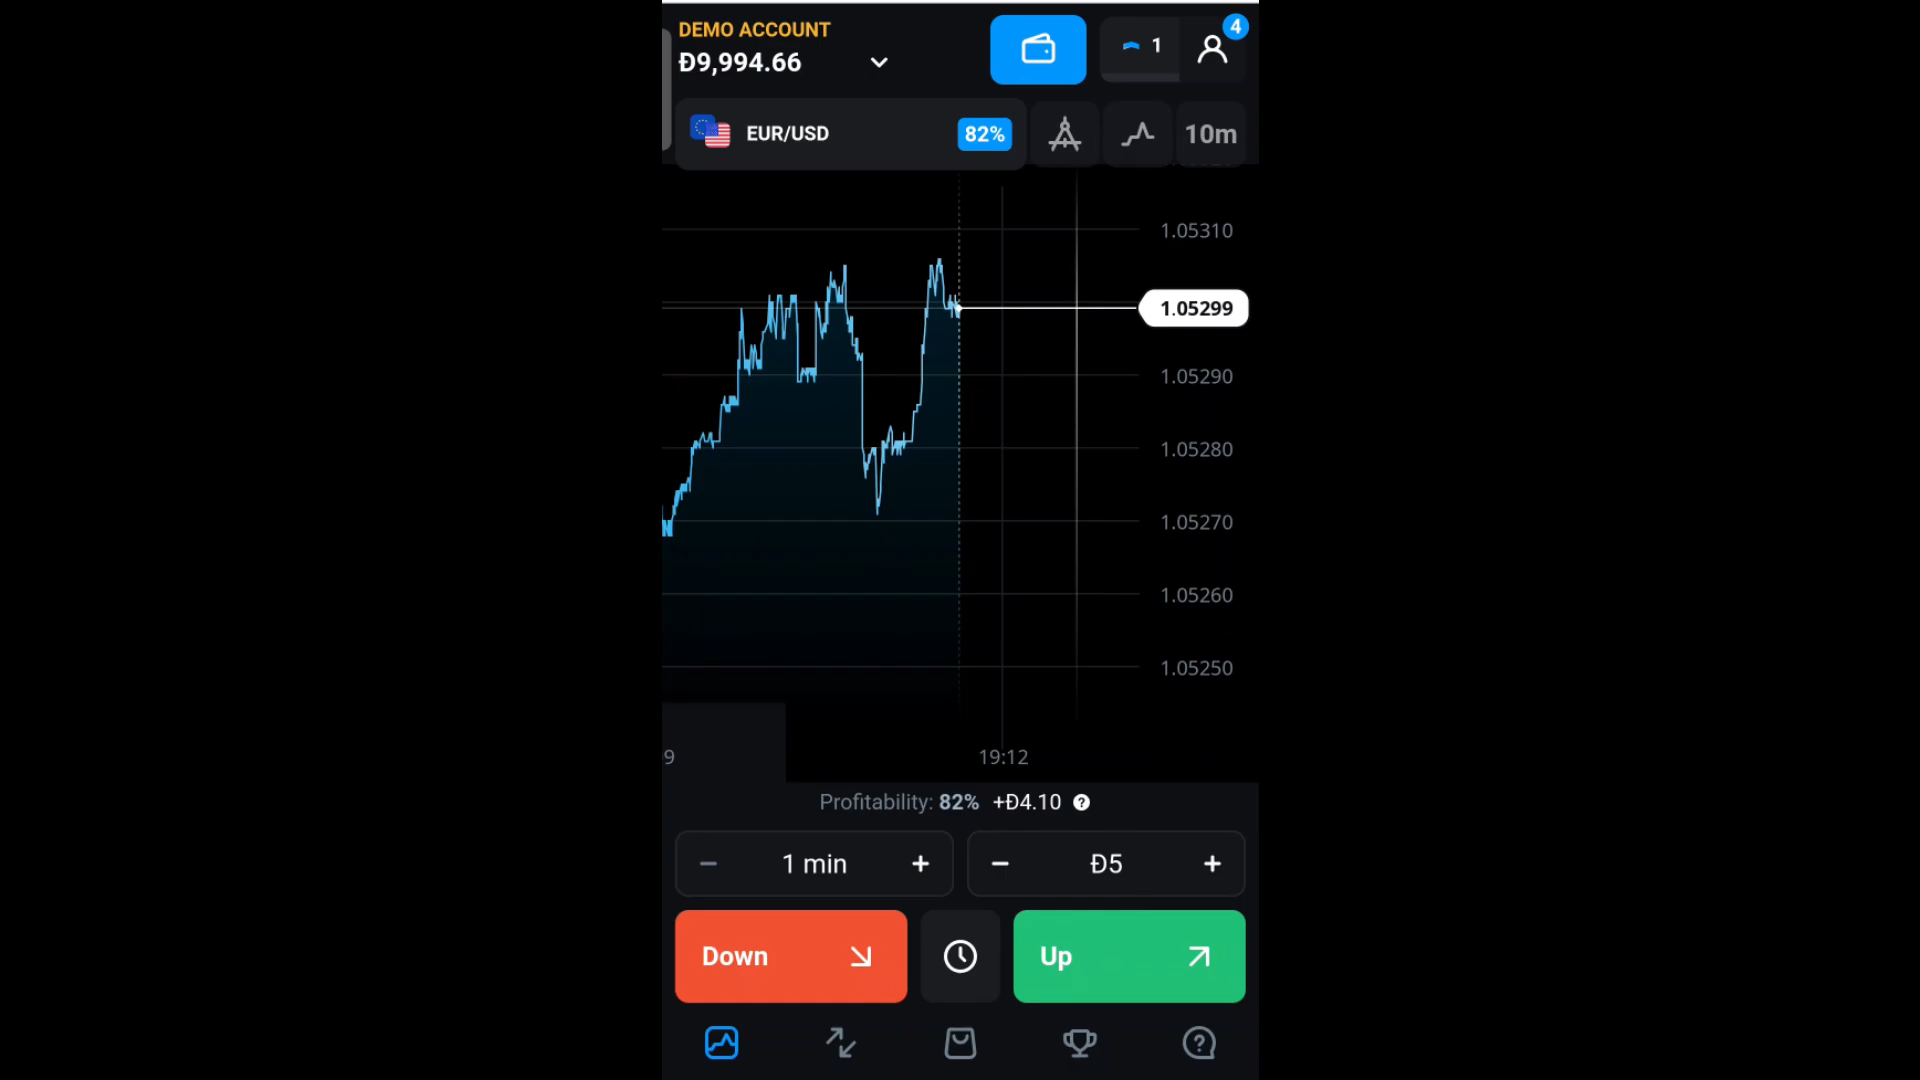 DEMO ACCOUNT
Đ9,994.66
1
4
EUR/USD
82%
10m
1.05310
1.05299
1.05290
1.05280
1.05270
1.05260
1.05250
9
19:12
Profitability: 82% +Đ4.10 ?
− 1 min +
− Đ5 +
Down
Up